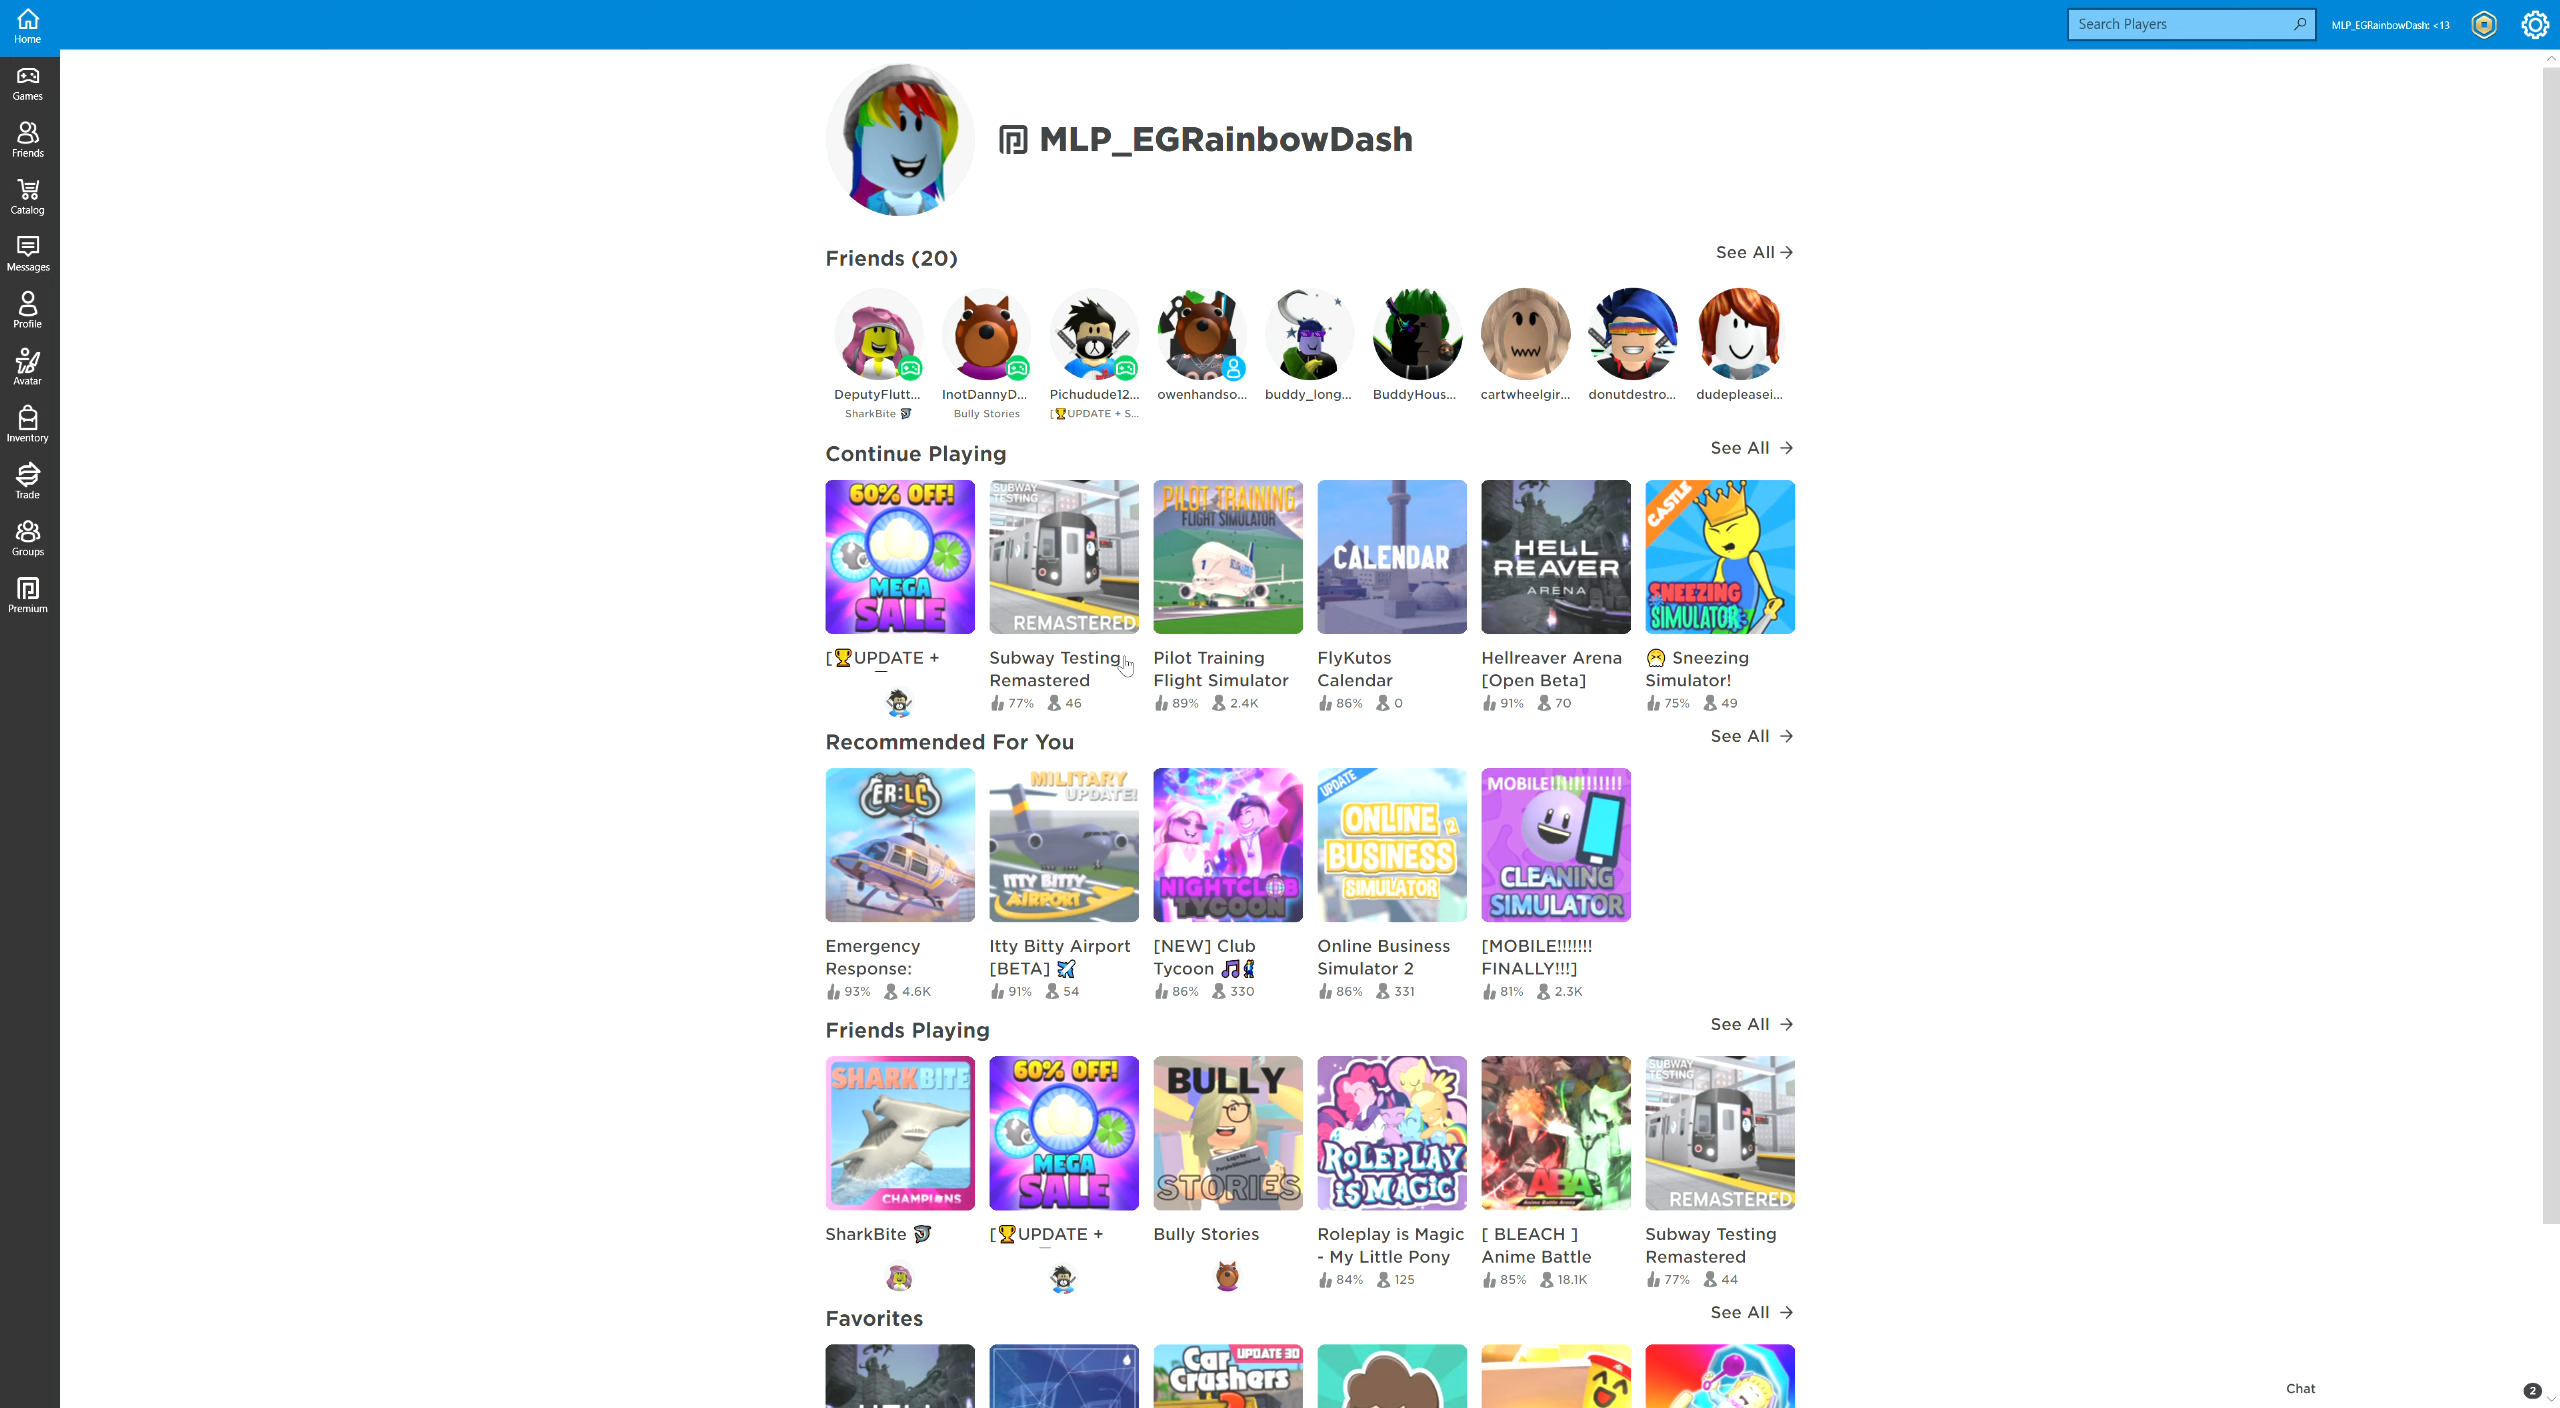 Home
Search Players
MLP_EGRainbowDash: <13
Games
Friends
Catalog
Messages
Profile
Avatar
Inventory
Trade
Groups
Premium
MLP_EGRainbowDash
Friends (20)
See All
DeputyFlutt...
SharkBite
InotDannyD...
Bully Stories
Pichudude12...
[🏆UPDATE + S...
owenhandso...
buddy_long...
BuddyHous...
cartwheelgir...
donutdestro...
dudepleasei...
Continue Playing
See All
60% OFF!
MEGA
SALE
SUBWAY
TESTING
REMASTERED
PILOT TRAINING
FLIGHT SIMULATOR
CALENDAR
HELL
REAVER
ARENA
CASTLE
SNEEZING
SIMULATOR
[🏆UPDATE +
Subway Testing
Remastered
77% 46
Pilot Training
Flight Simulator
89% 2.4K
FlyKutos
Calendar
86% 0
Hellreaver Arena
[Open Beta]
91% 70
🤧 Sneezing
Simulator!
75% 49
Recommended For You
See All
ER:LC
MILITARY
UPDATE!
ITTY BITTY
AIRPORT
NIGHTCLUB
TYCOON
UPDATE
ONLINE 2
BUSINESS
SIMULATOR
MOBILE!!!!!!!!!!!!
CLEANING
SIMULATOR
Emergency
Response:
93% 4.6K
Itty Bitty Airport
[BETA] ✈️
91% 54
[NEW] Club
Tycoon 🎵
86% 330
Online Business
Simulator 2
86% 331
[MOBILE!!!!!!!
FINALLY!!!]
81% 2.3K
Friends Playing
See All
SHARKBITE
CHAMPIONS
60% OFF!
MEGA
SALE
BULLY
STORIES
ROLEPLAY
IS MAGIC
ABA
Anime Battle Arena
SUBWAY
TESTING
REMASTERED
SharkBite
[🏆UPDATE +
Bully Stories
Roleplay is Magic
- My Little Pony
84% 125
[ BLEACH ]
Anime Battle
85% 18.1K
Subway Testing
Remastered
77% 44
Favorites
See All
Car
Crushers
2
UPDATE 30
Chat
2